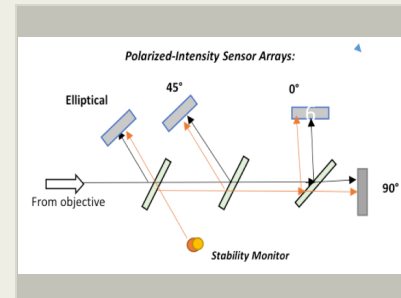 Polarized-Intensity Sensor Arrays:
45°
0°
Elliptical
90°
From objective
Stability Monitor